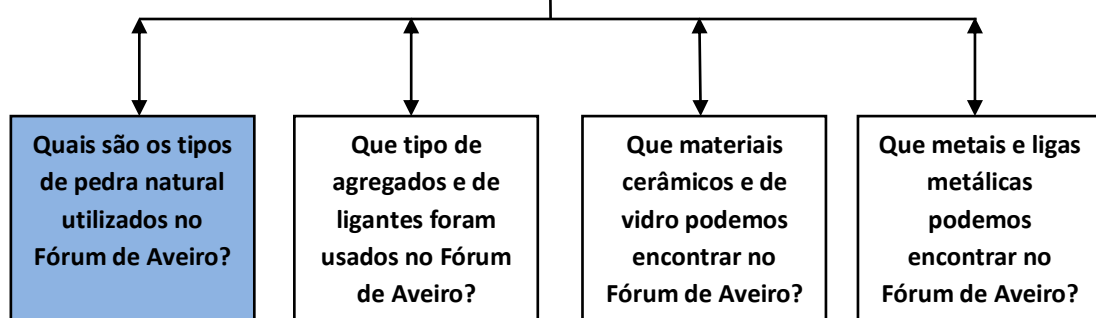 Quais são os tipos
de pedra natural
utilizados no
Fórum de Aveiro?
Que tipo de
agregados e de
ligantes foram
usados no Fórum
de Aveiro?
Que materiais
cerâmicos e de
vidro podemos
encontrar no
Fórum de Aveiro?
Que metais e ligas
metálicas
podemos
encontrar no
Fórum de Aveiro?